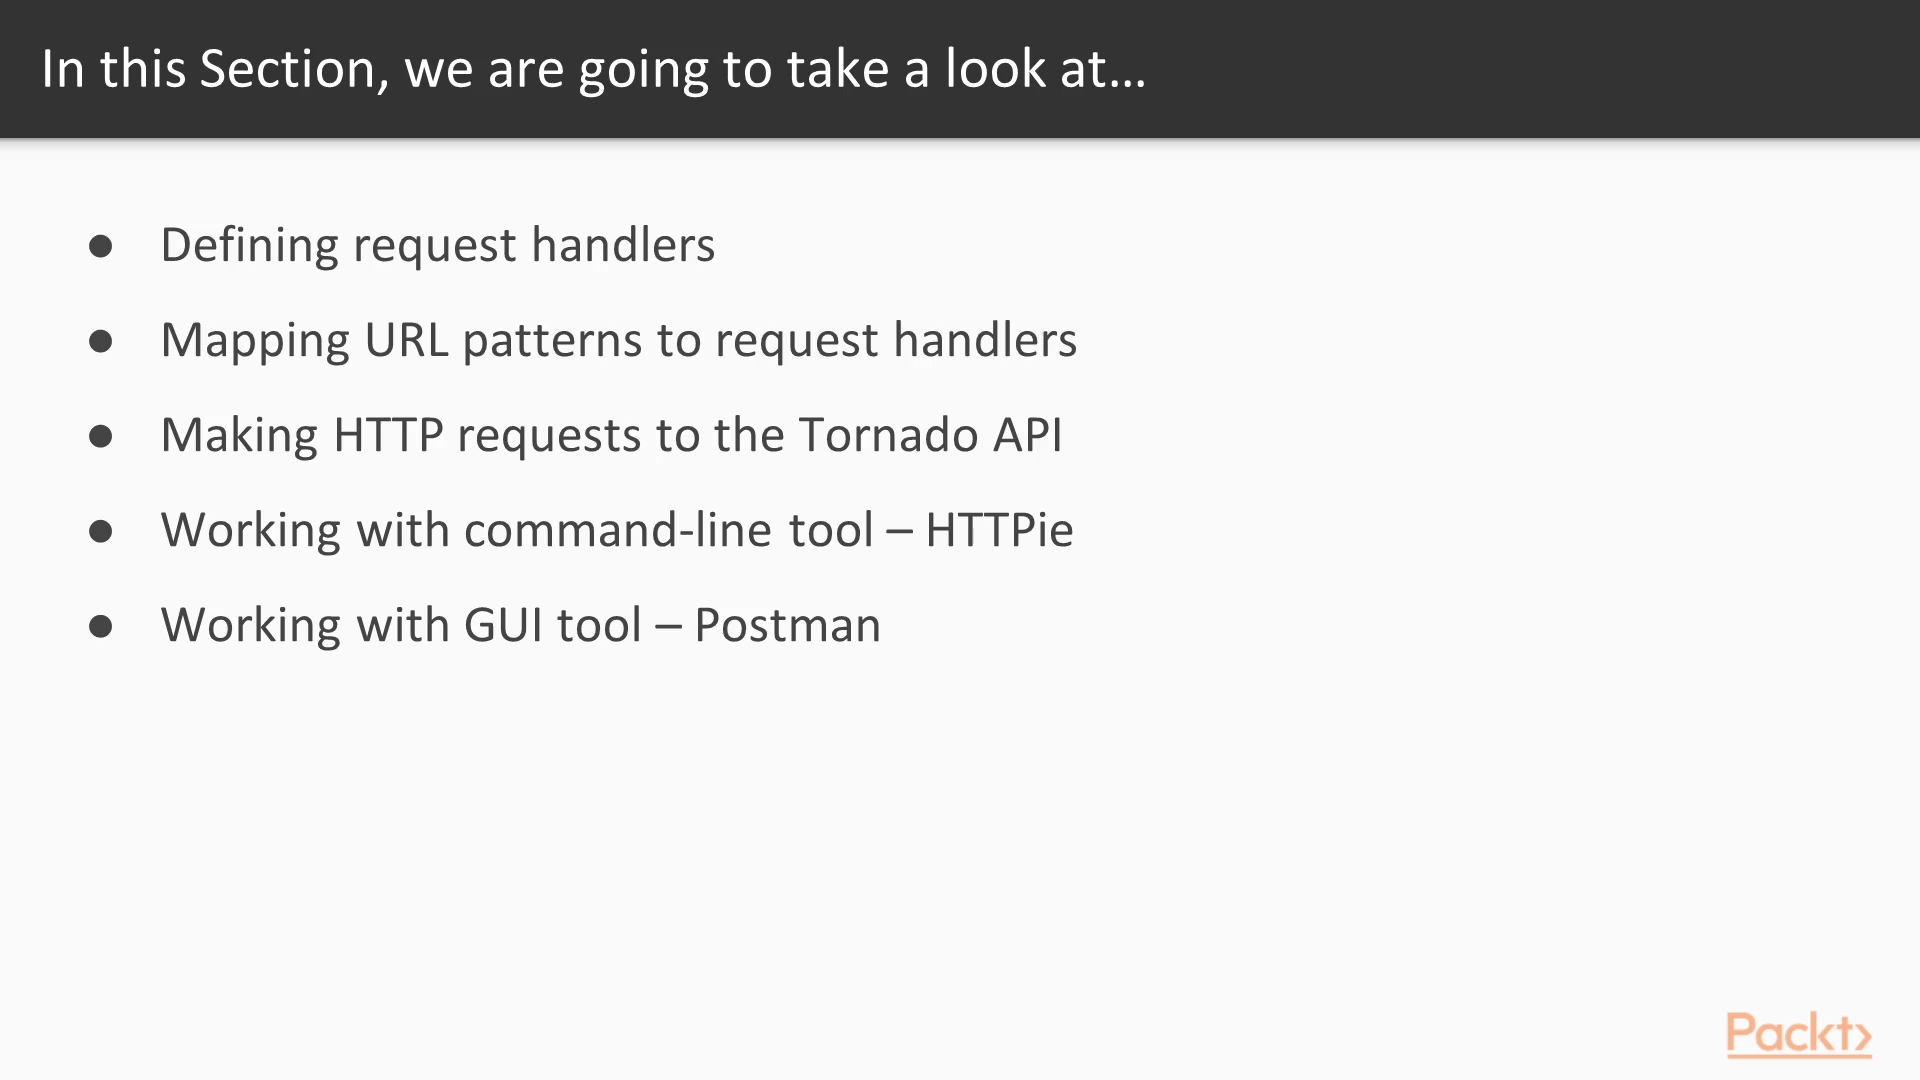 In this Section, we are going to take a look at...
● Defining request handlers
● Mapping URL patterns to request handlers
● Making HTTP requests to the Tornado API
● Working with command-line tool – HTTPie
● Working with GUI tool – Postman
Packt>